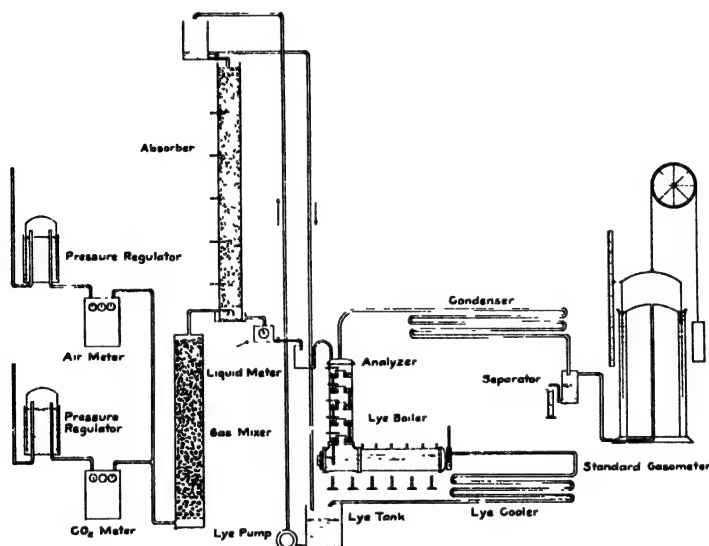 Absorber
Pressure Regulator
Air Meter
Pressure
Regulator
CO₂ Meter
Liquid Meter
Gas Mixer
Lye Pump
Condenser
Analyzer
Separator
Lye Boiler
Standard Gasometer
Lye Tank
Lye Cooler